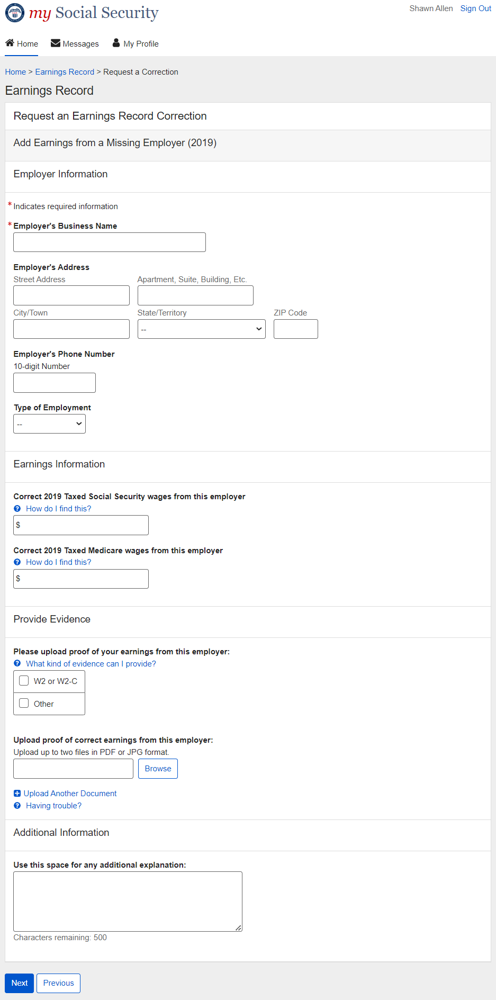 my Social Security
Shawn Allen Sign Out
Home Messages My Profile
Home > Earnings Record > Request a Correction
Earnings Record
Request an Earnings Record Correction
Add Earnings from a Missing Employer (2019)
Employer Information
* Indicates required information
* Employer's Business Name
Employer's Address
Street Address Apartment, Suite, Building, Etc.
City/Town State/Territory ZIP Code
--
Employer's Phone Number
10-digit Number
Type of Employment
--
Earnings Information
Correct 2019 Taxed Social Security wages from this employer
? How do I find this?
$
Correct 2019 Taxed Medicare wages from this employer
? How do I find this?
$
Provide Evidence
Please upload proof of your earnings from this employer:
? What kind of evidence can I provide?
W2 or W2-C
Other
Upload proof of correct earnings from this employer:
Upload up to two files in PDF or JPG format.
Browse
+ Upload Another Document
? Having trouble?
Additional Information
Use this space for any additional explanation:
Characters remaining: 500
Next Previous